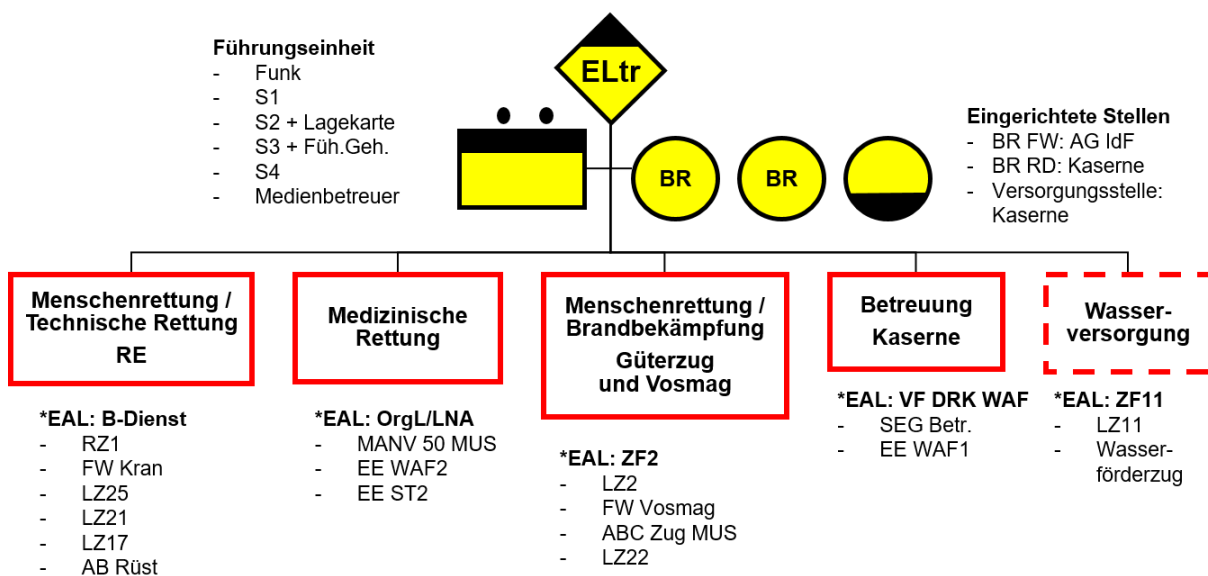 Führungseinheit
- Funk
- S1
- S2 + Lagekarte
- S3 + Füh.Geh.
- S4
- Medienbetreuer
ELtr
BR
BR
Eingerichtete Stellen
- BR FW: AG IdF
- BR RD: Kaserne
- Versorgungsstelle:
Kaserne
Menschenrettung /
Technische Rettung
RE
*EAL: B-Dienst
- RZ1
- FW Kran
- LZ25
- LZ21
- LZ17
- AB Rüst
Medizinische
Rettung
*EAL: OrgL/LNA
- MANV 50 MUS
- EE WAF2
- EE ST2
Menschenrettung /
Brandbekämpfung
Güterzug
und Vosmag
*EAL: ZF2
- LZ2
- FW Vosmag
- ABC Zug MUS
- LZ22
Betreuung
Kaserne
*EAL: VF DRK WAF
- SEG Betr.
- EE WAF1
Wasser-
versorgung
*EAL: ZF11
- LZ11
- Wasser-
förderzug